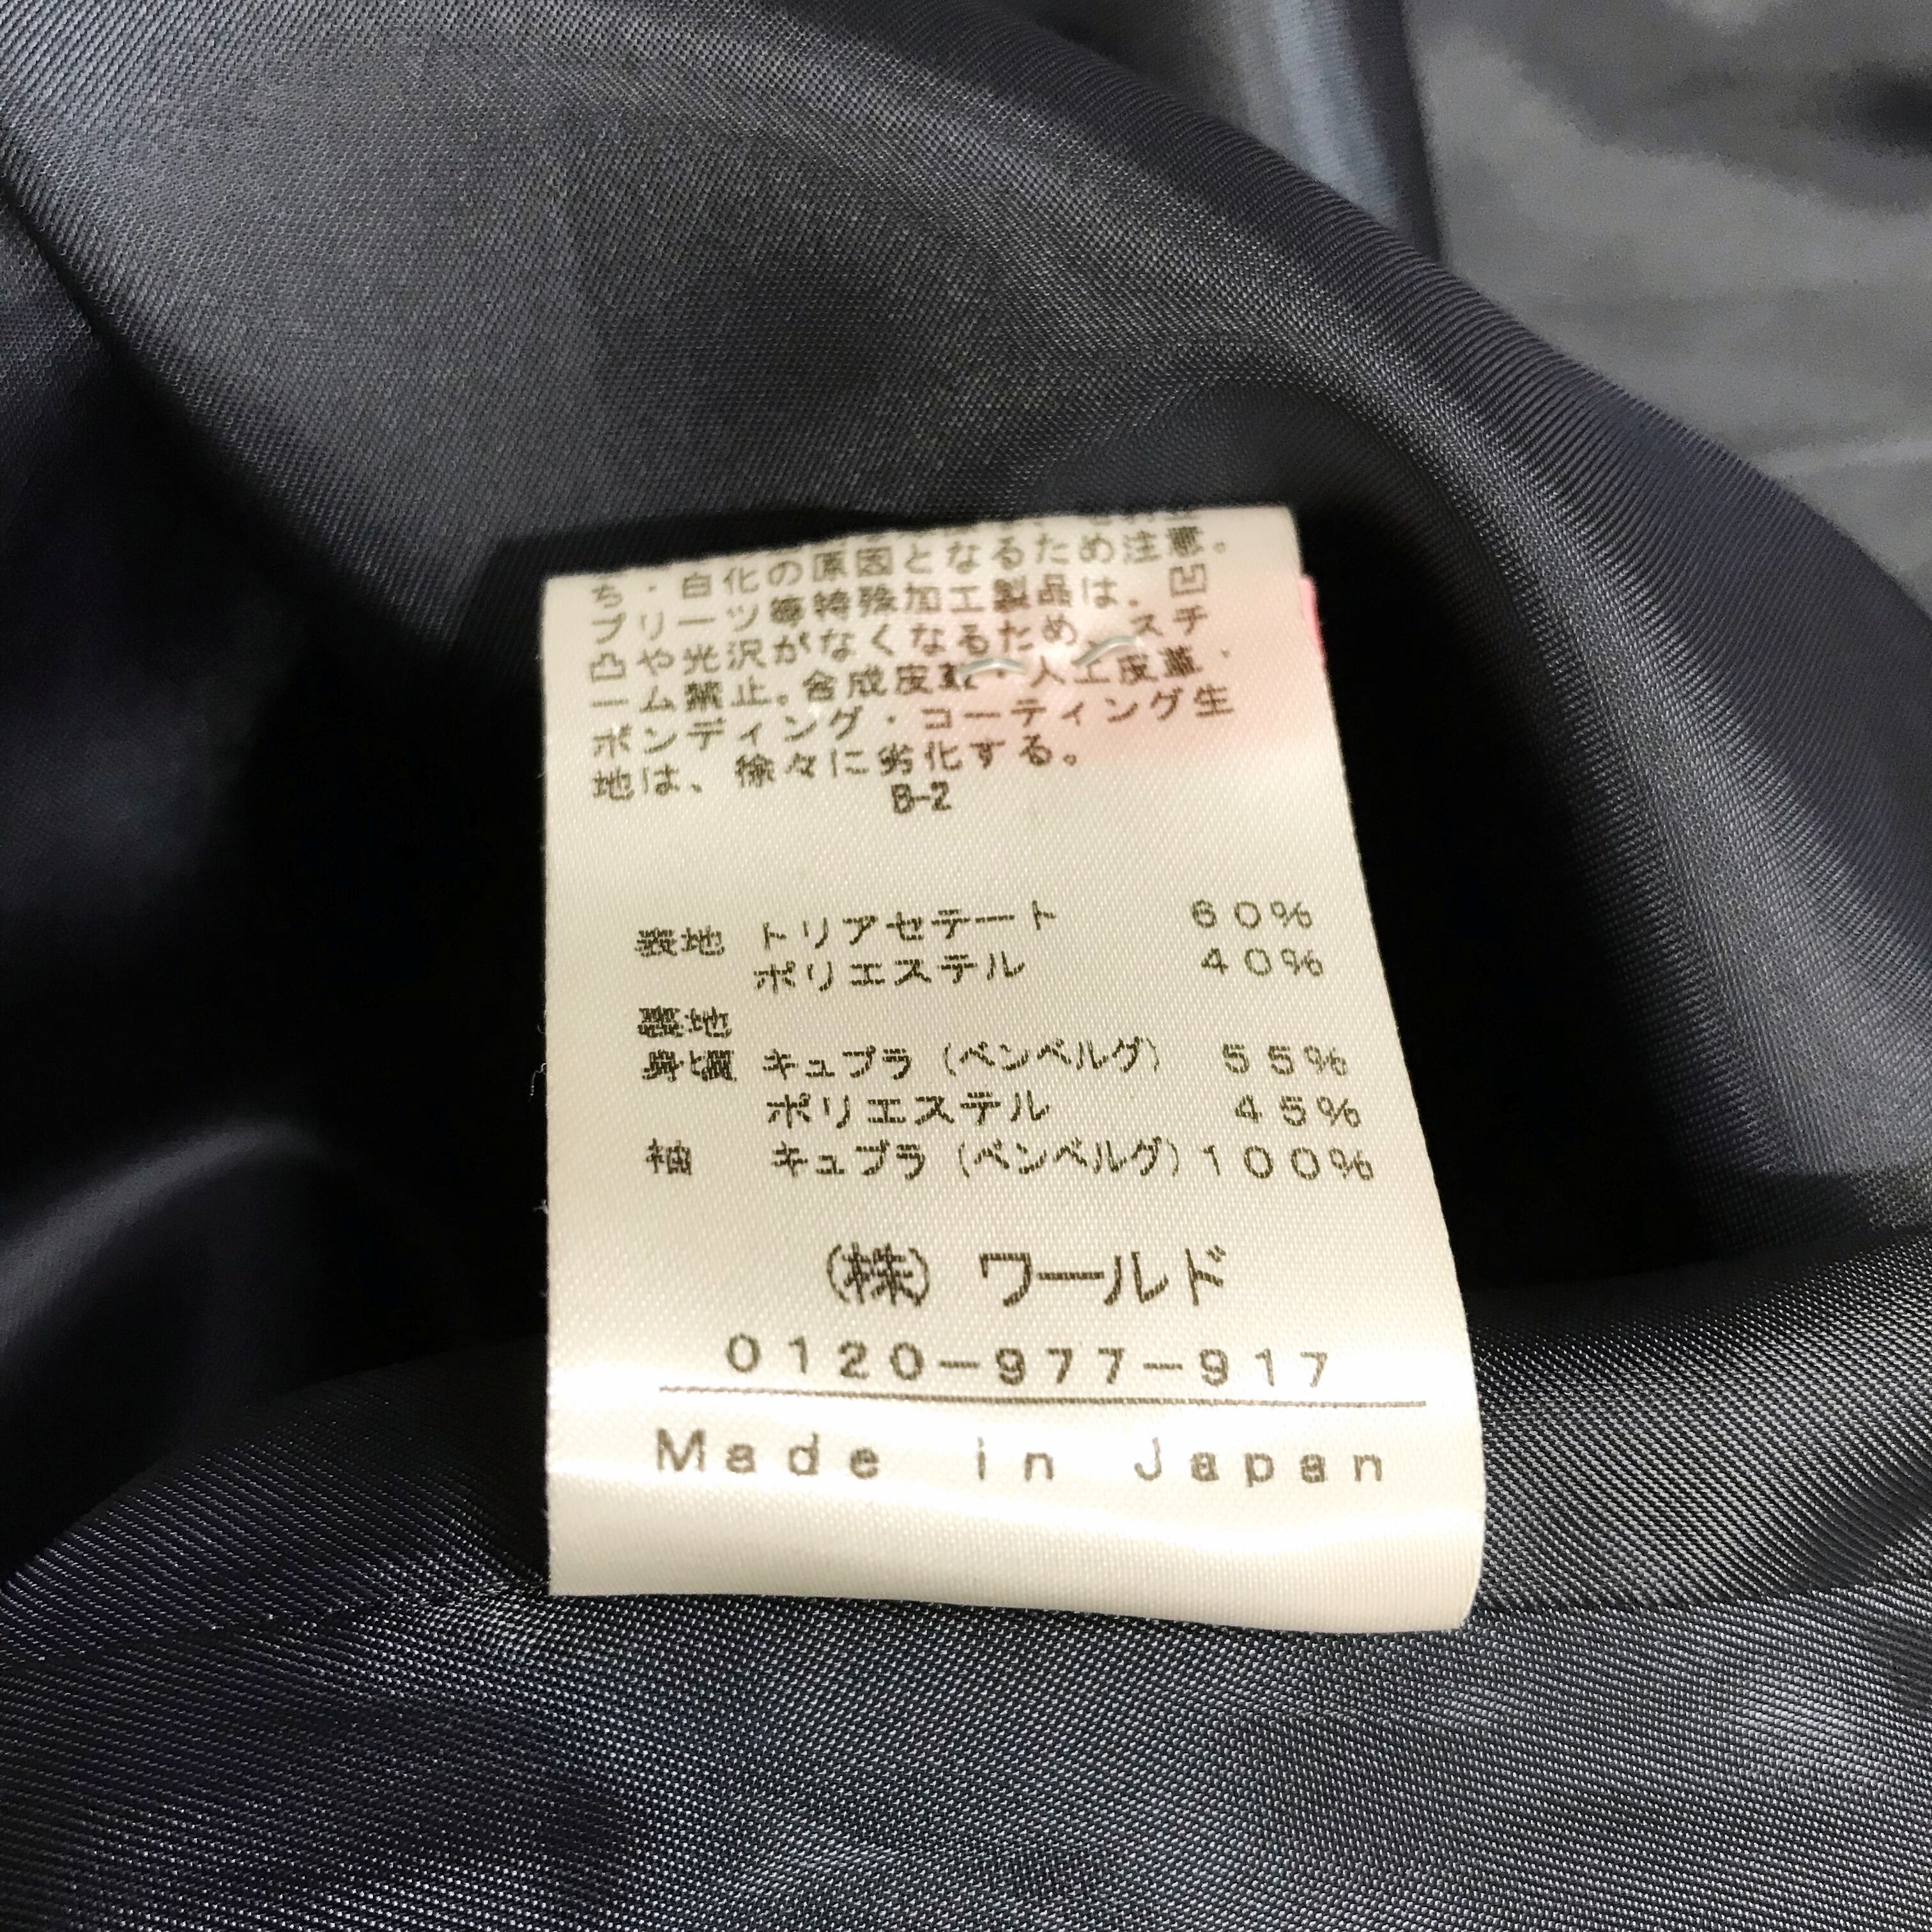 ち・白化の原因となるため注意。
プリーツ等特殊加工製品は、凹
凸や光沢がなくなるため、スチ
ーム禁止。合成皮革・人工皮革・
ボンディング・コーティング生
地は、徐々に劣化する。
B-2
表地 トリアセテート 60%
ポリエステル 40%
裏地
身頃 キュプラ(ベンベルグ) 55%
ポリエステル 45%
袖 キュプラ(ベンベルグ)100%
(株) ワールド
0120-977-917
Made in Japan